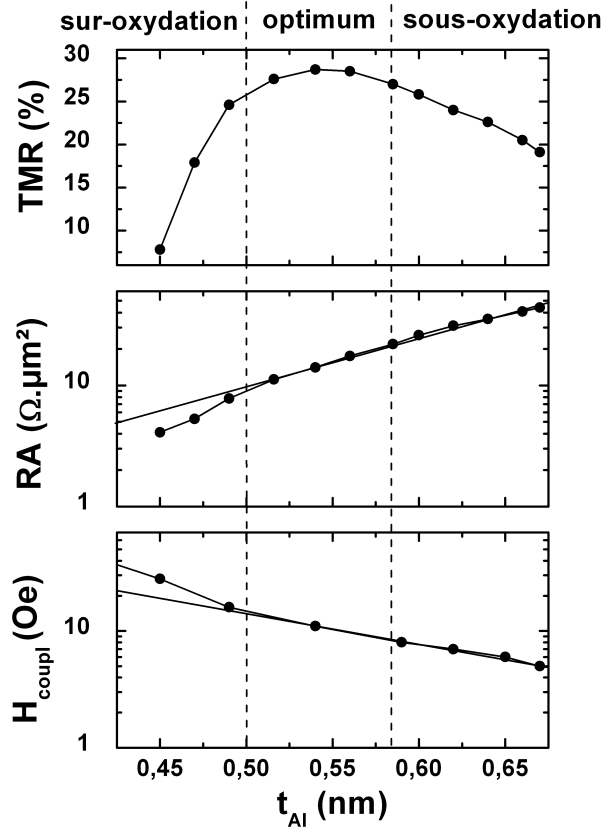 sur-oxydation optimum sous-oxydation
30
25
20
15
10
TMR (%)
10
1
RA (Ω.µm²)
10
1
H_coupl (Oe)
0,45 0,50 0,55 0,60 0,65
t_Al (nm)